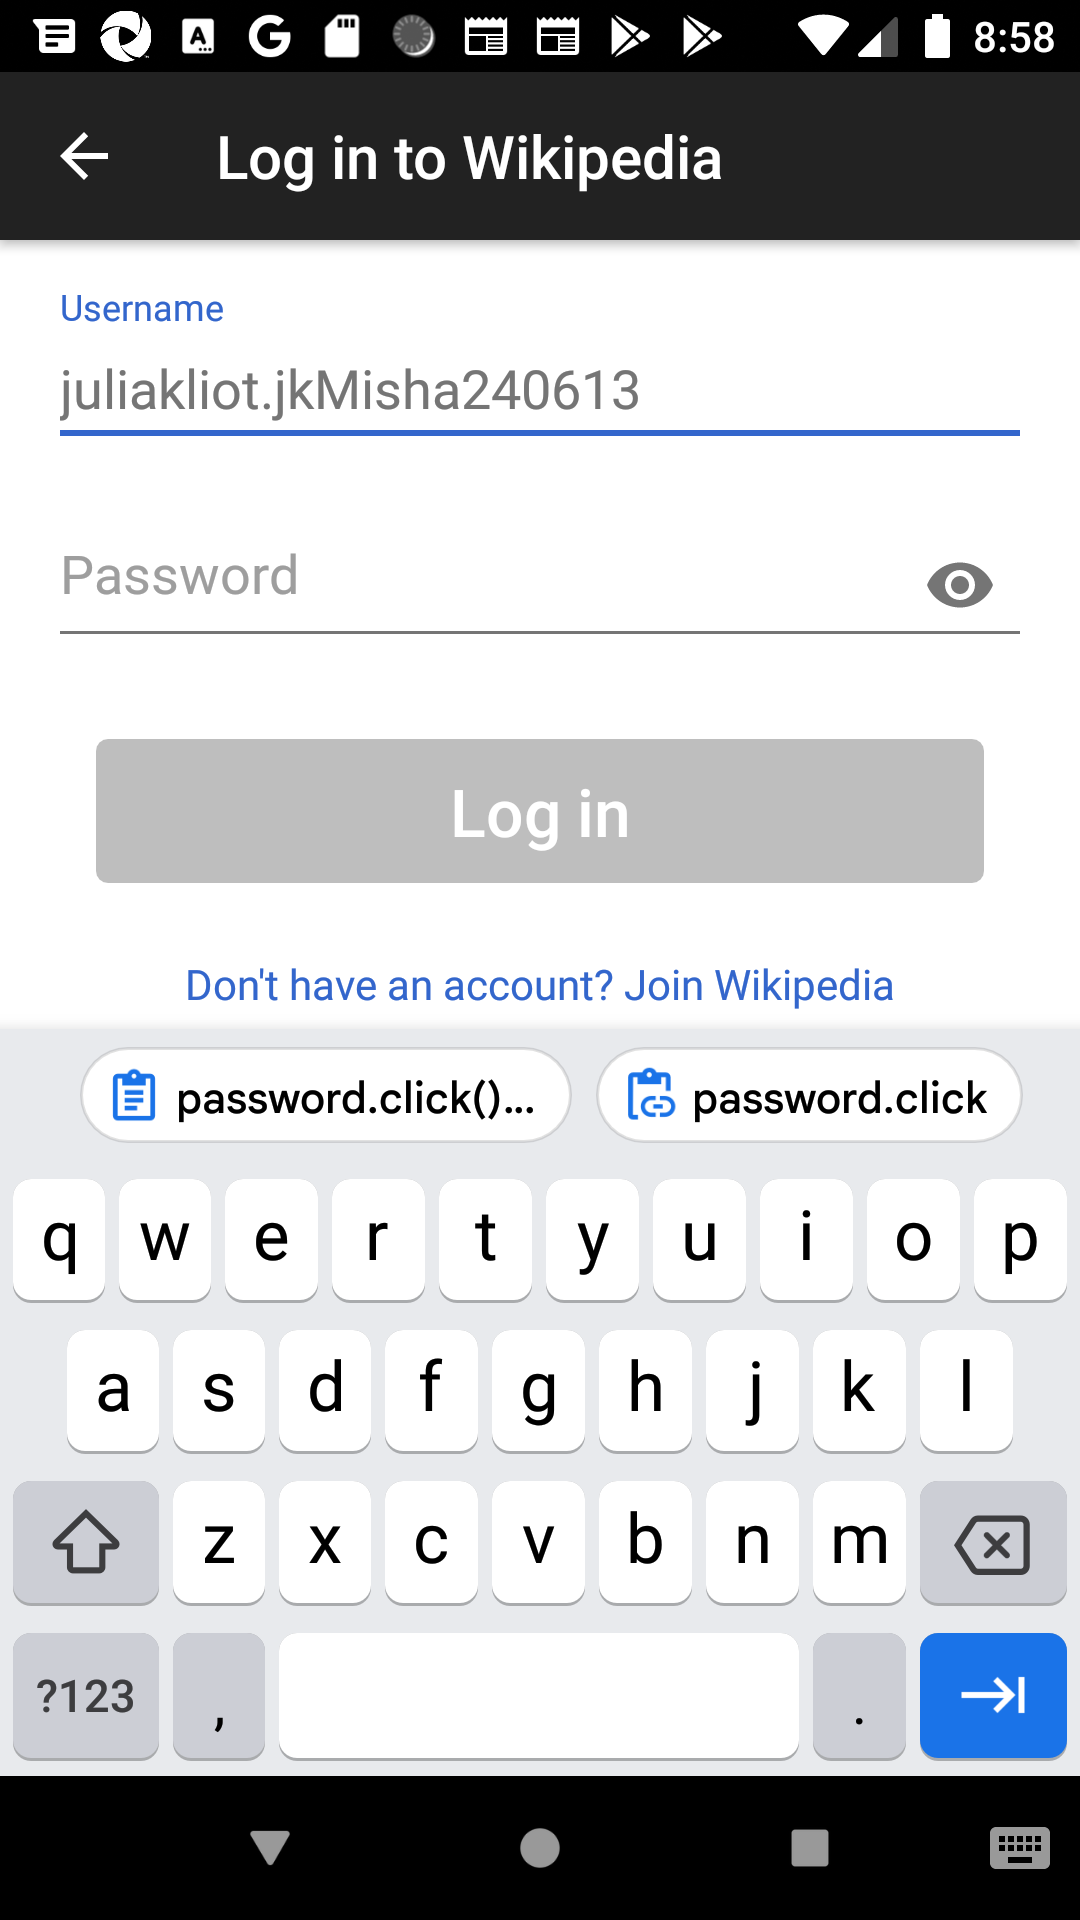 8:58
Log in to Wikipedia
Username
juliakliot.jkMisha240613
Password
Log in
Don't have an account? Join Wikipedia
password.click()... password.click
q w e r t y u i o p
a s d f g h j k l
z x c v b n m
?123 , .